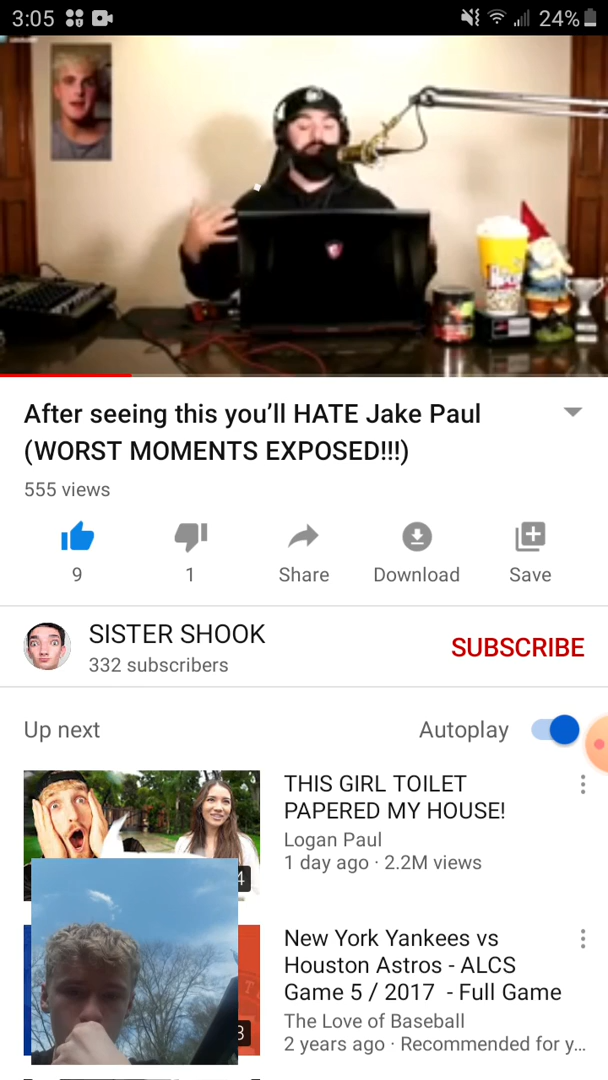 3:05
24%
After seeing this you'll HATE Jake Paul
(WORST MOMENTS EXPOSED!!!)
555 views
9
1
Share
Download
Save
SISTER SHOOK
332 subscribers
SUBSCRIBE
Up next
Autoplay
THIS GIRL TOILET
PAPERED MY HOUSE!
Logan Paul
1 day ago · 2.2M views
4
New York Yankees vs
Houston Astros - ALCS
Game 5 / 2017 - Full Game
The Love of Baseball
2 years ago · Recommended for y...
3